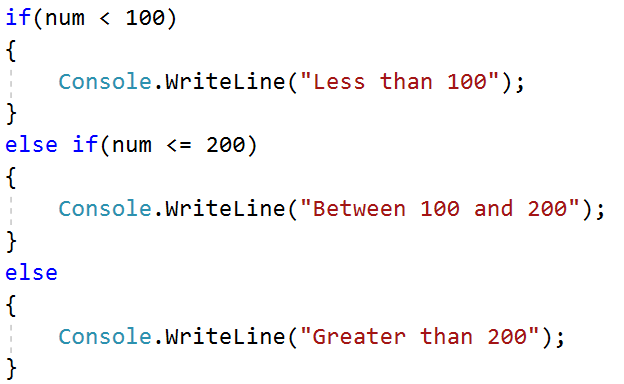 if(num < 100)
{
    Console.WriteLine("Less than 100");
}
else if(num <= 200)
{
    Console.WriteLine("Between 100 and 200");
}
else
{
    Console.WriteLine("Greater than 200");
}